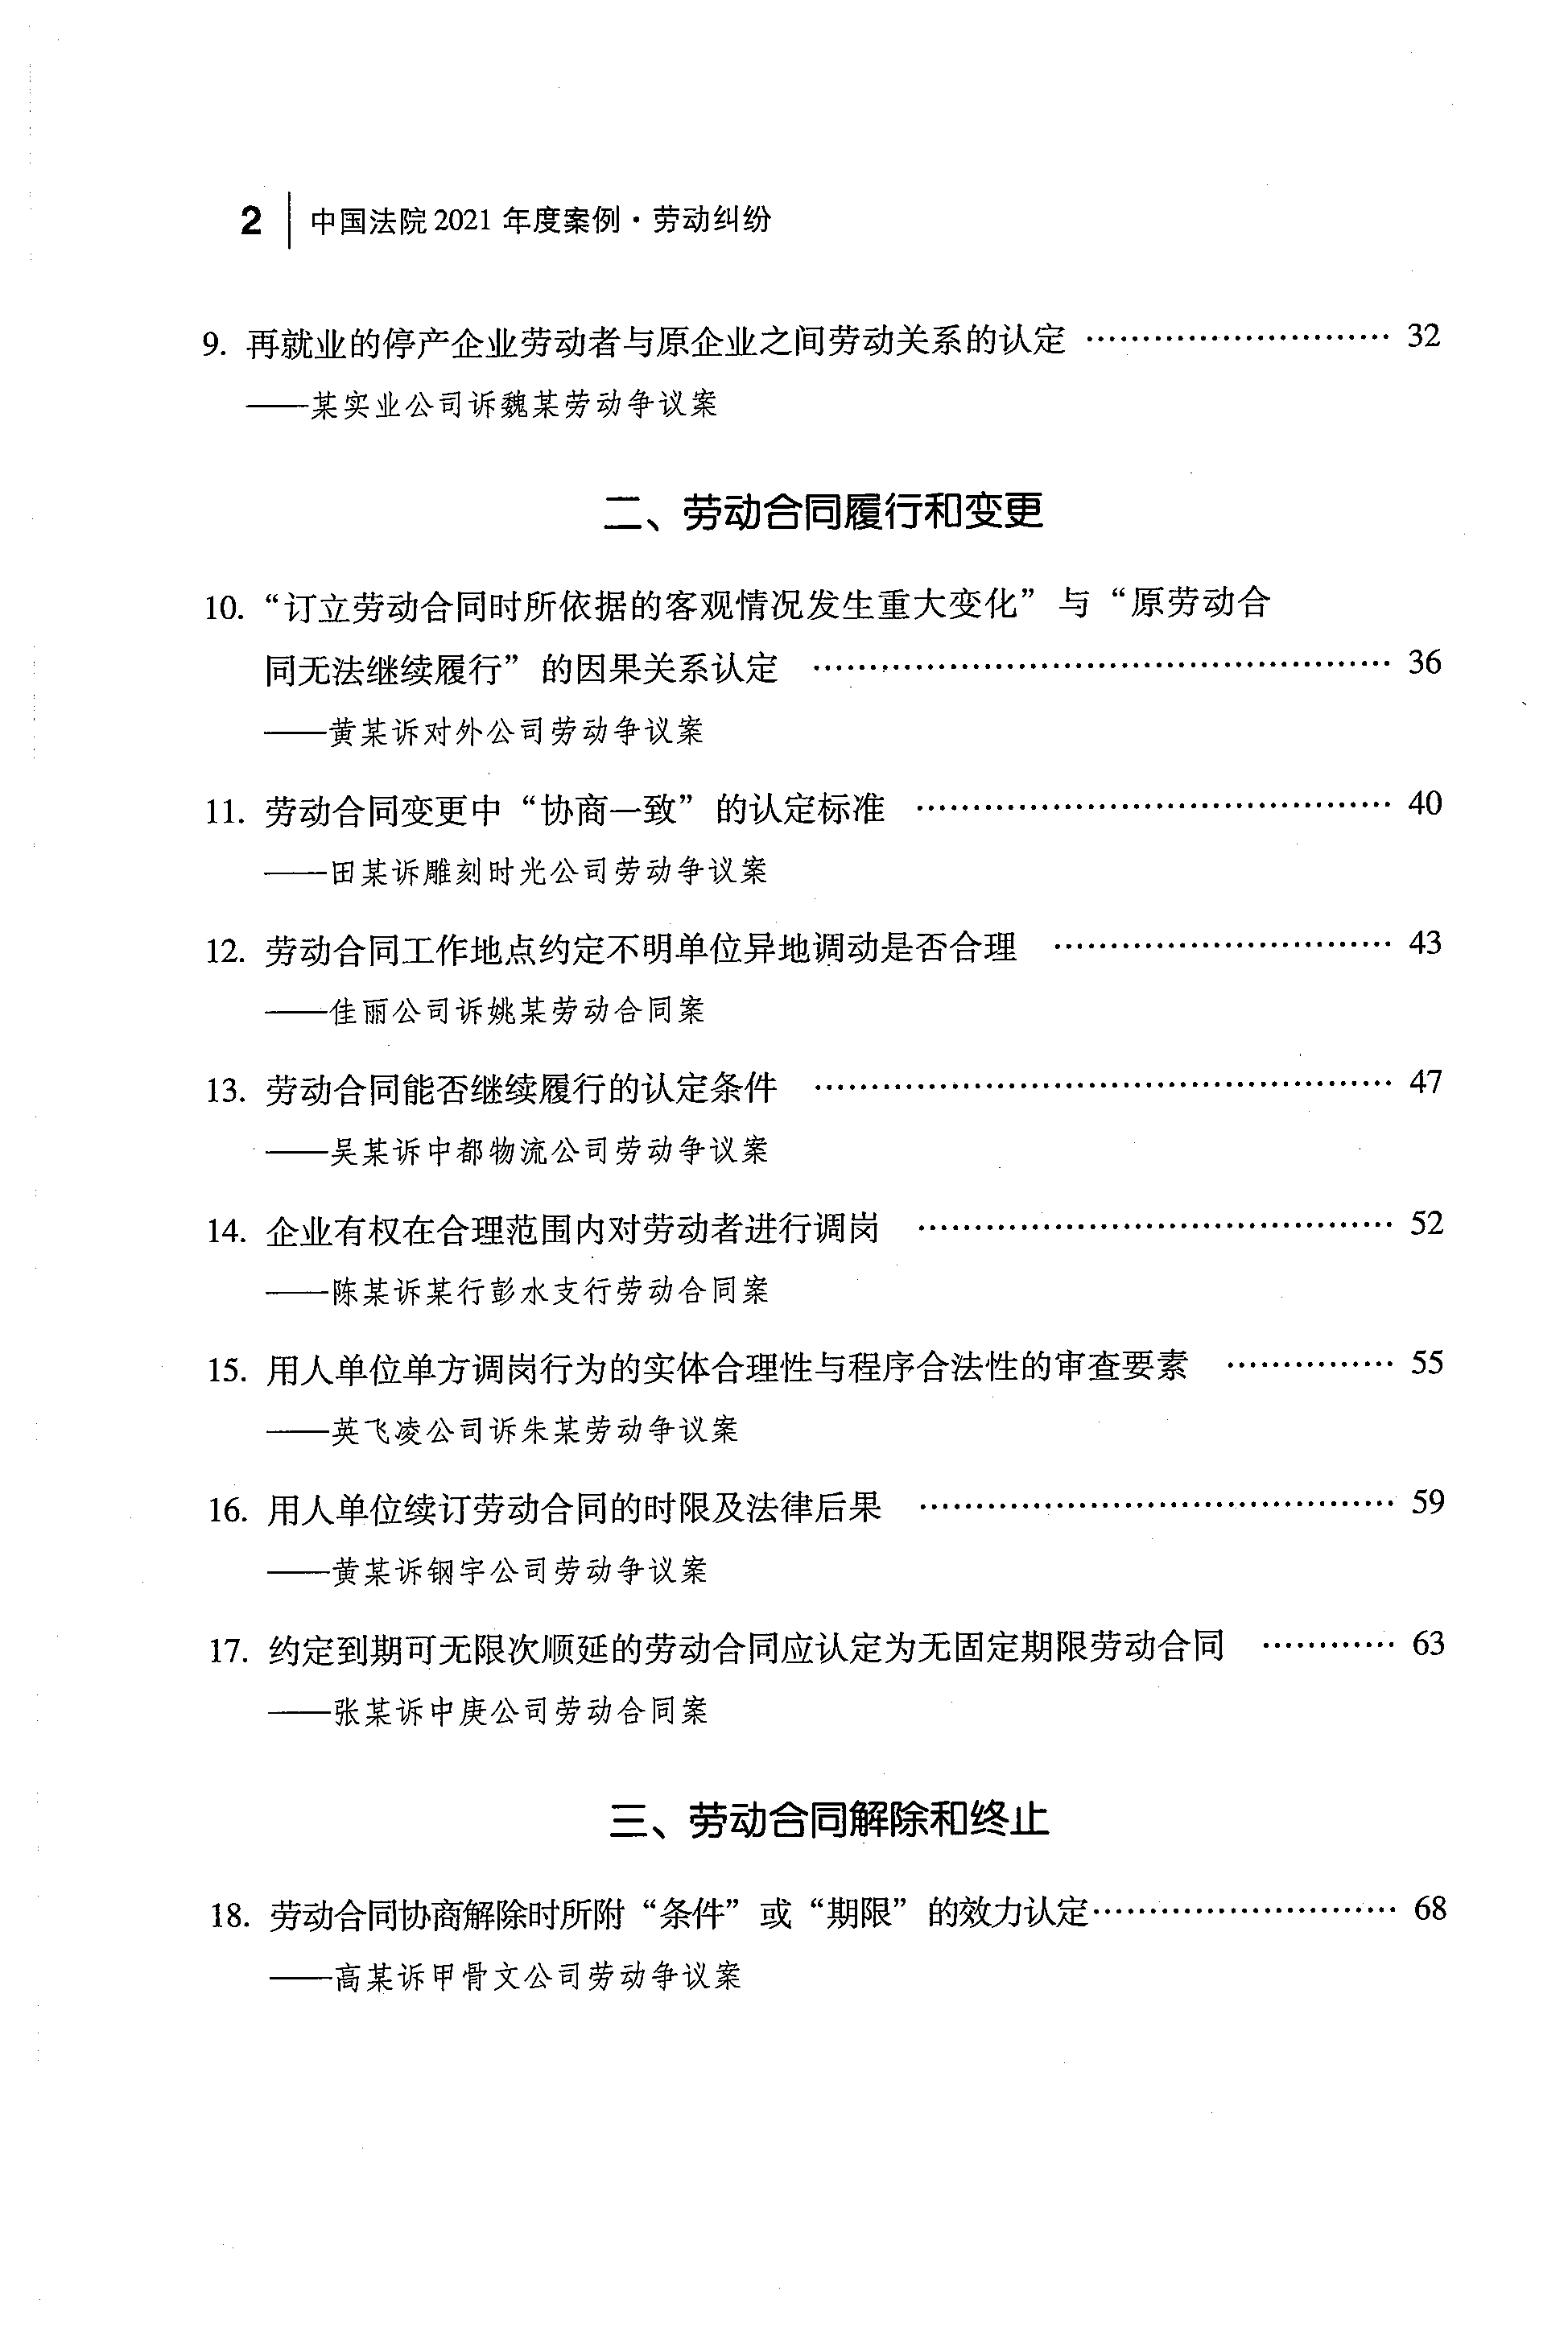 2 中国法院 2021 年度案例·劳动纠纷
9. 再就业的停产企业劳动者与原企业之间劳动关系的认定 ………………………… 32
——某实业公司诉魏某劳动争议案
二、劳动合同履行和变更
10. “订立劳动合同时所依据的客观情况发生重大变化” 与 “原劳动合
同无法继续履行” 的因果关系认定 ………………………………………………… 36
——黄某诉对外公司劳动争议案
11. 劳动合同变更中 “协商一致” 的认定标准 ………………………………………… 40
——田某诉雕刻时光公司劳动争议案
12. 劳动合同工作地点约定不明单位异地调动是否合理 …………………………… 43
——佳丽公司诉姚某劳动合同案
13. 劳动合同能否继续履行的认定条件 ………………………………………………… 47
——吴某诉中都物流公司劳动争议案
14. 企业有权在合理范围内对劳动者进行调岗 ………………………………………… 52
——陈某诉某行彭水支行劳动合同案
15. 用人单位单方调岗行为的实体合理性与程序合法性的审查要素 …………… 55
——英飞凌公司诉朱某劳动争议案
16. 用人单位续订劳动合同的时限及法律后果 ………………………………………… 59
——黄某诉钢宇公司劳动争议案
17. 约定到期可无限次顺延的劳动合同应认定为无固定期限劳动合同 ………… 63
——张某诉中庚公司劳动合同案
三、劳动合同解除和终止
18. 劳动合同协商解除时所附 “条件” 或 “期限” 的效力认定………………………… 68
——高某诉甲骨文公司劳动争议案